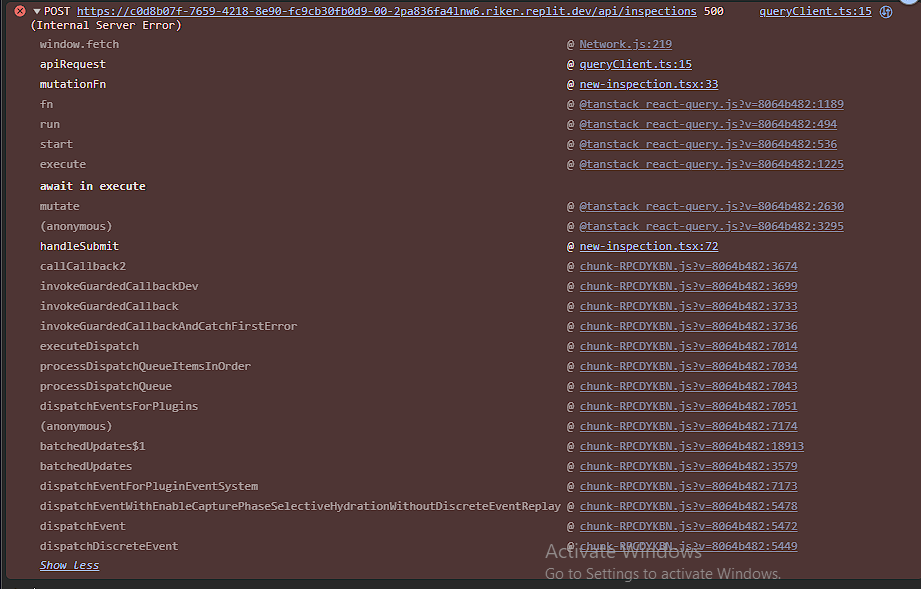 POST https://c0d8b07f-7659-4218-8e90-fc9cb30fb0d9-00-2pa836fa4lnw6.riker.replit.dev/api/inspections 500 queryClient.ts:15
(Internal Server Error)
window.fetch @ Network.js:219
apiRequest @ queryClient.ts:15
mutationFn @ new-inspection.tsx:33
fn @ @tanstack_react-query.js?v=8064b482:1189
run @ @tanstack_react-query.js?v=8064b482:494
start @ @tanstack_react-query.js?v=8064b482:536
execute @ @tanstack_react-query.js?v=8064b482:1225
await in execute
mutate @ @tanstack_react-query.js?v=8064b482:2630
(anonymous) @ @tanstack_react-query.js?v=8064b482:3295
handleSubmit @ new-inspection.tsx:72
callCallback2 @ chunk-RPCDYKBN.js?v=8064b482:3674
invokeGuardedCallbackDev @ chunk-RPCDYKBN.js?v=8064b482:3699
invokeGuardedCallback @ chunk-RPCDYKBN.js?v=8064b482:3733
invokeGuardedCallbackAndCatchFirstError @ chunk-RPCDYKBN.js?v=8064b482:3736
executeDispatch @ chunk-RPCDYKBN.js?v=8064b482:7014
processDispatchQueueItemsInOrder @ chunk-RPCDYKBN.js?v=8064b482:7034
processDispatchQueue @ chunk-RPCDYKBN.js?v=8064b482:7043
dispatchEventsForPlugins @ chunk-RPCDYKBN.js?v=8064b482:7051
(anonymous) @ chunk-RPCDYKBN.js?v=8064b482:7174
batchedUpdates$1 @ chunk-RPCDYKBN.js?v=8064b482:18913
batchedUpdates @ chunk-RPCDYKBN.js?v=8064b482:3579
dispatchEventForPluginEventSystem @ chunk-RPCDYKBN.js?v=8064b482:7173
dispatchEventWithEnableCapturePhaseSelectiveHydrationWithoutDiscreteEventReplay @ chunk-RPCDYKBN.js?v=8064b482:5478
dispatchEvent @ chunk-RPCDYKBN.js?v=8064b482:5472
dispatchDiscreteEvent @ chunk-RPCDYKBN.js?v=8064b482:5449
Activate Windows
Show less
Go to Settings to activate Windows.